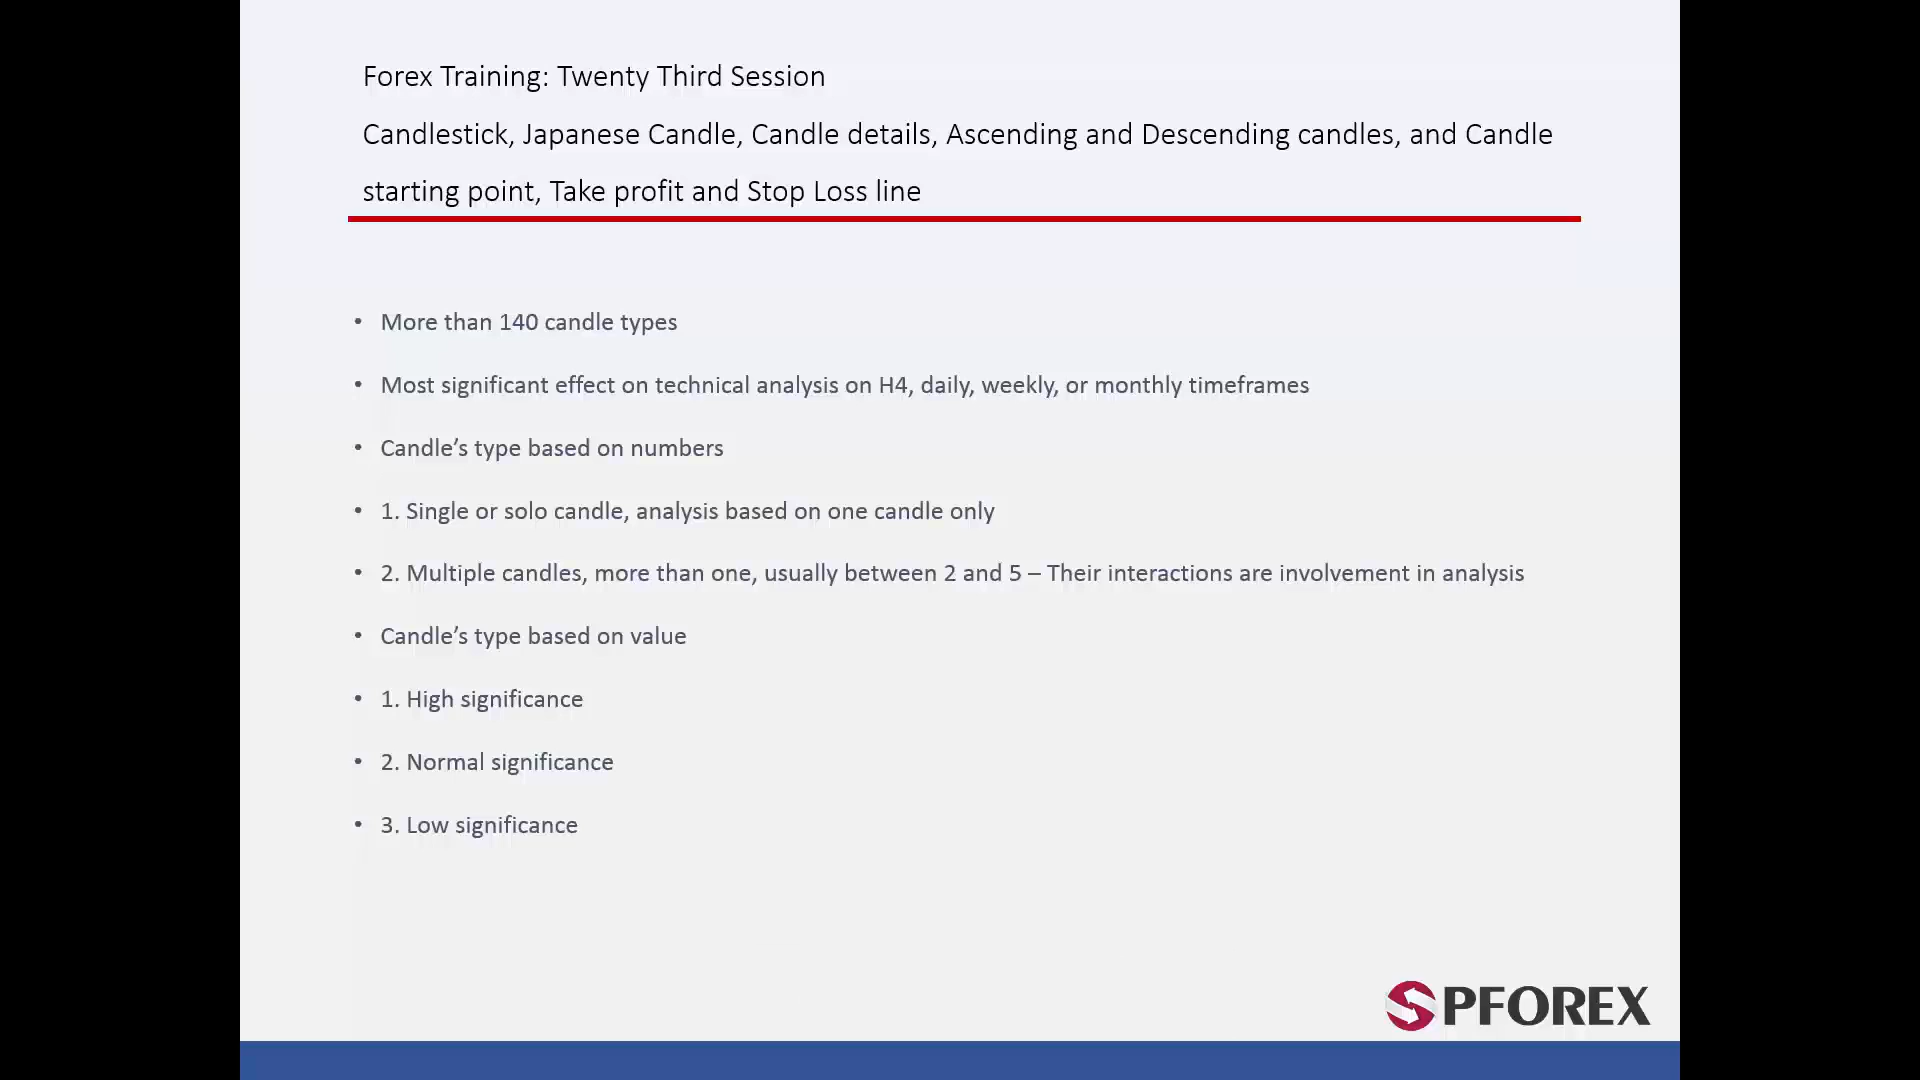 Forex Training: Twenty Third Session
Candlestick, Japanese Candle, Candle details, Ascending and Descending candles, and Candle
starting point, Take profit and Stop Loss line
• More than 140 candle types
• Most significant effect on technical analysis on H4, daily, weekly, or monthly timeframes
• Candle’s type based on numbers
• 1. Single or solo candle, analysis based on one candle only
• 2. Multiple candles, more than one, usually between 2 and 5 – Their interactions are involvement in analysis
• Candle’s type based on value
• 1. High significance
• 2. Normal significance
• 3. Low significance
SPFOREX